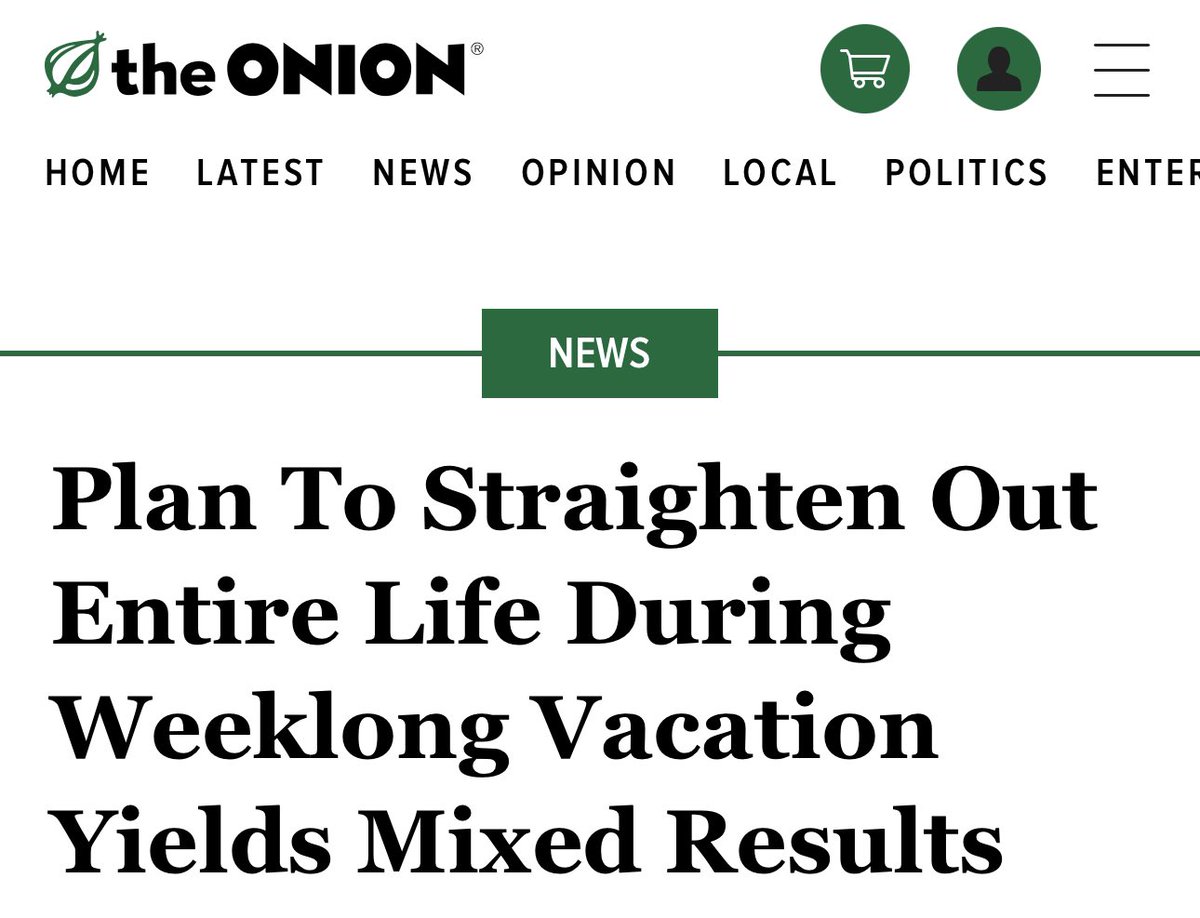 the ONION®
HOME LATEST NEWS OPINION LOCAL POLITICS ENTER
NEWS
Plan To Straighten Out
Entire Life During
Weeklong Vacation
Yields Mixed Results